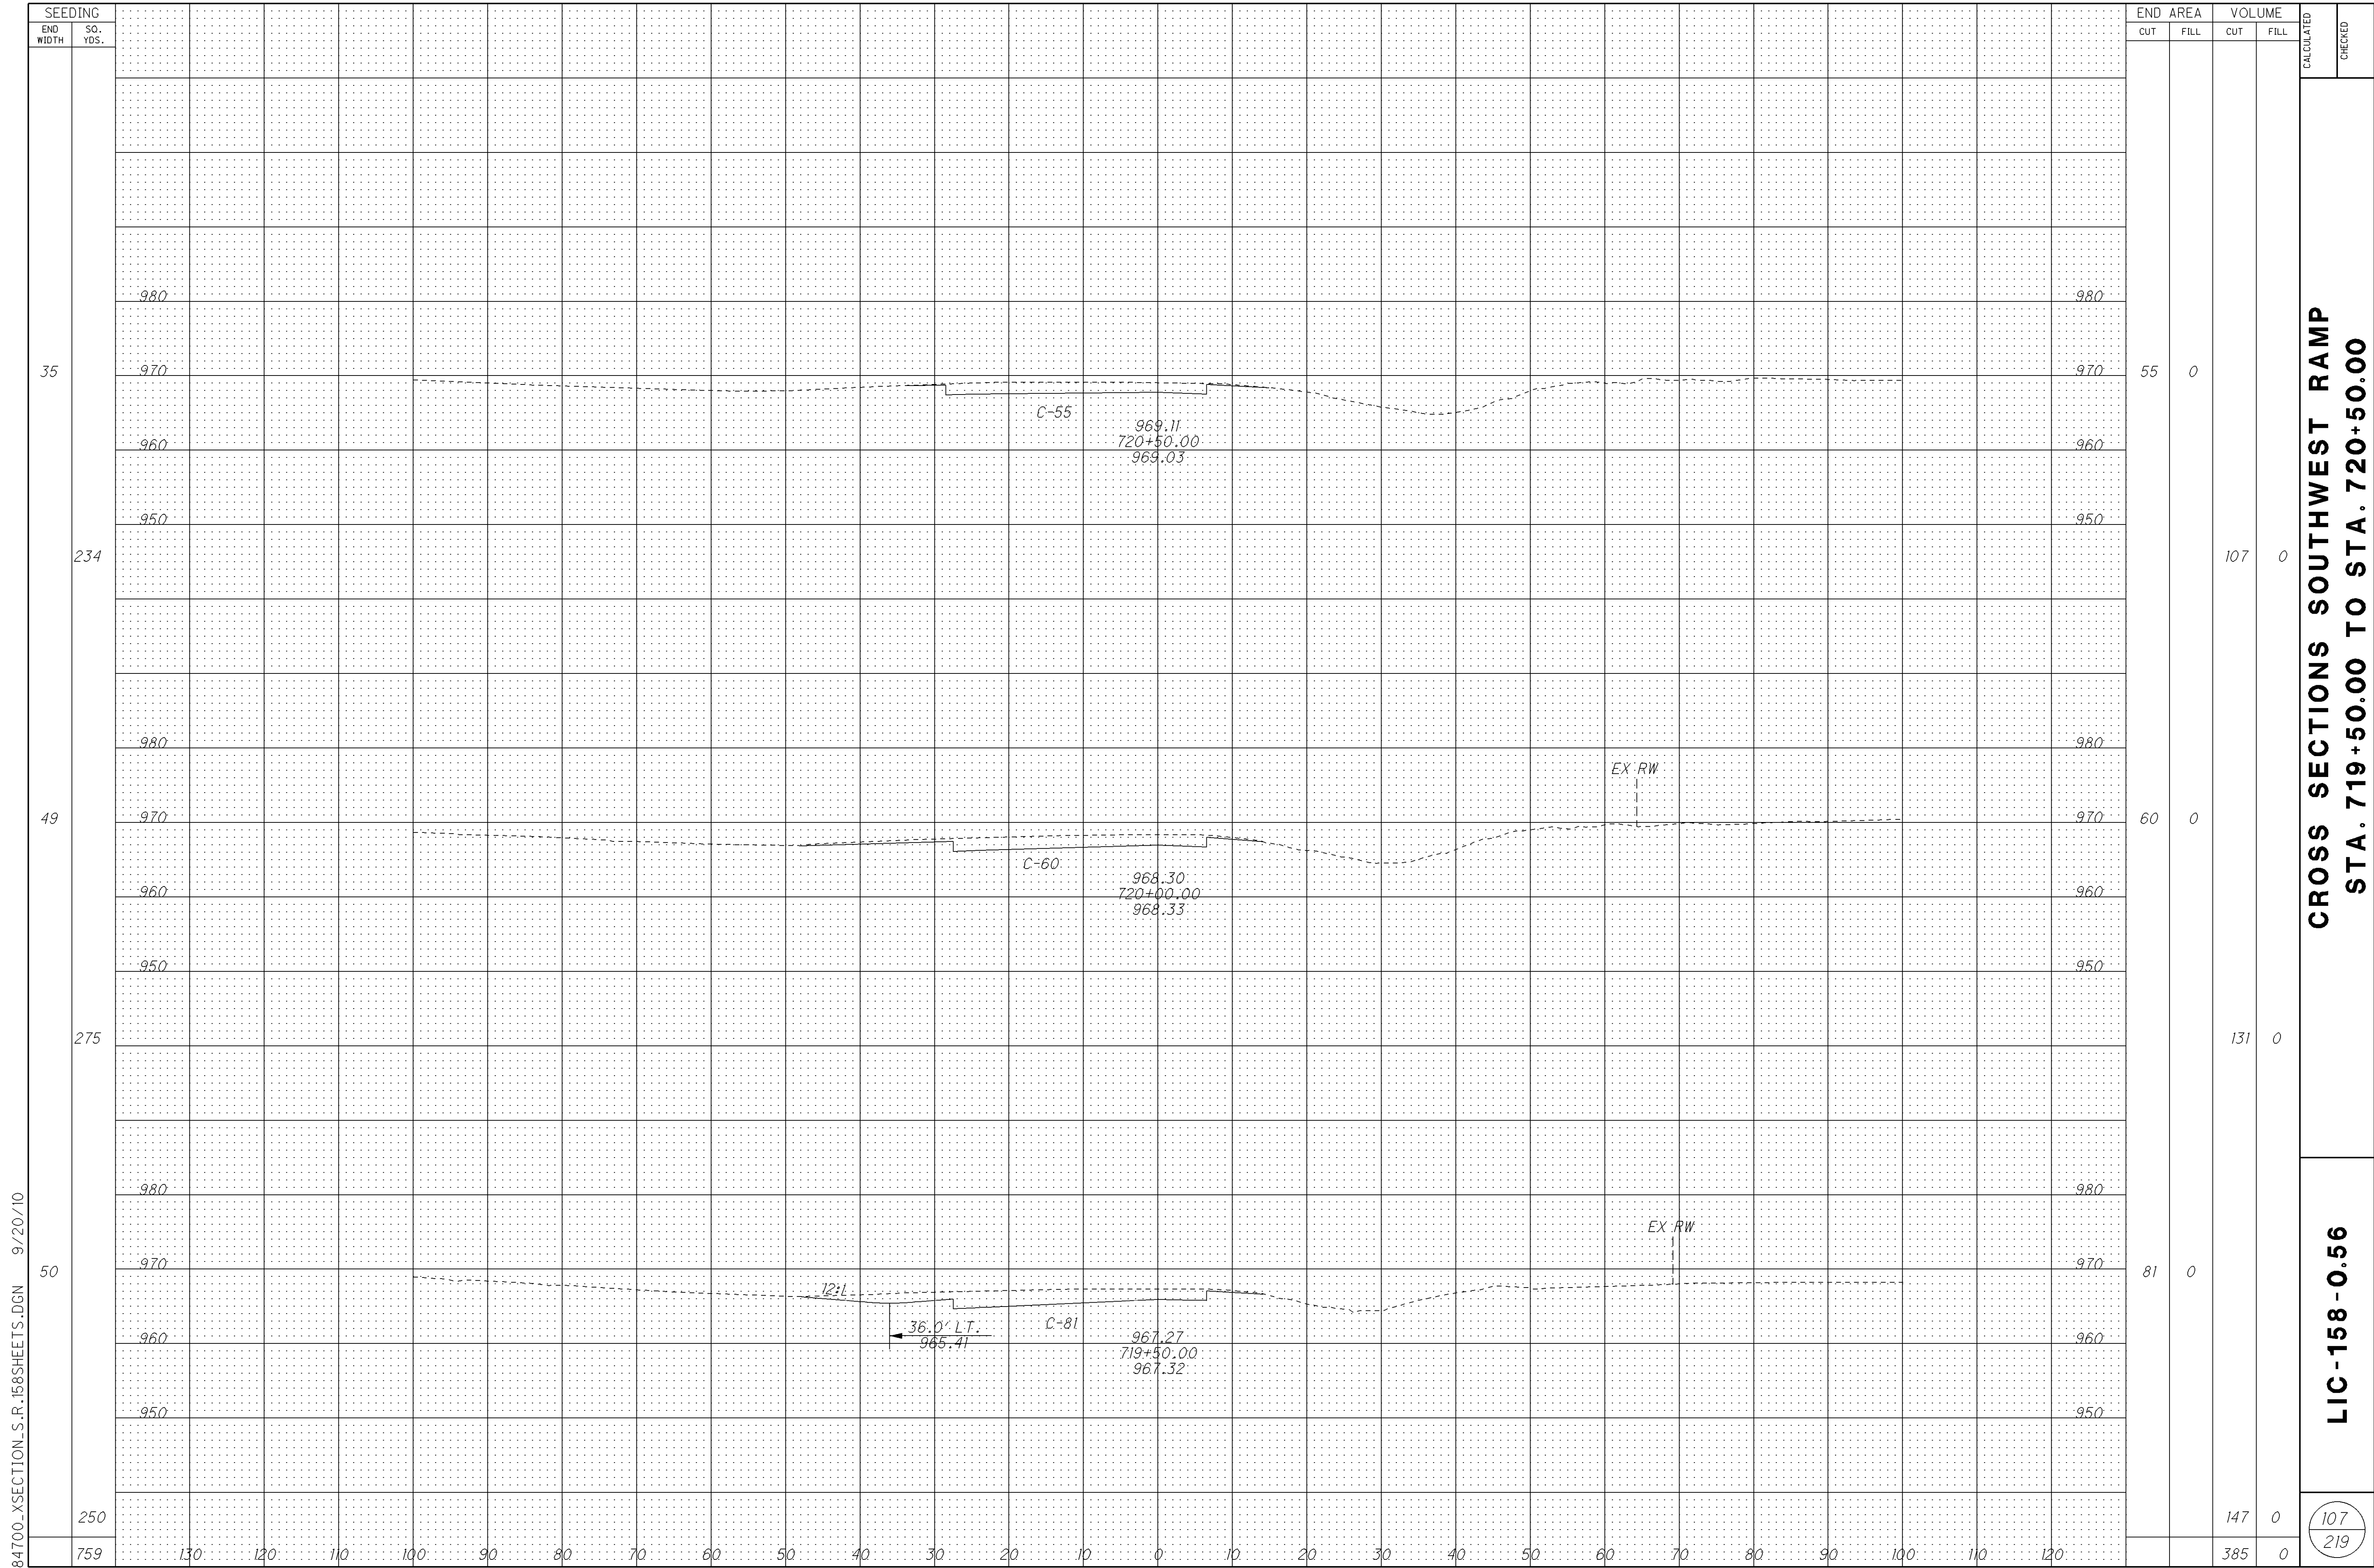 SEEDING
END WIDTH
SQ. YDS.
END AREA
VOLUME
CUT
FILL
CUT
FILL
CALCULATED
CHECKED
980
980
35
970
970
55
0
C-55
969.11
720+50.00
969.03
960
960
950
950
234
107
0
980
980
EX RW
49
970
970
60
0
C-60
968.30
720+00.00
968.33
960
960
950
950
275
131
0
980
980
EX RW
50
970
970
81
0
12:1
36.0' LT.
965.41
C-81
967.27
719+50.00
967.32
960
960
950
950
250
147
0
759
130 120 110 100 90 80 70 60 50 40 30 20 10 0 10 20 30 40 50 60 70 80 90 100 110 120
385
0
CROSS SECTIONS SOUTHWEST RAMP
STA. 719+50.00 TO STA. 720+50.00
LIC-158-0.56
107
219
84700_XSECTION_S.R.158SHEETS.DGN 9/20/10